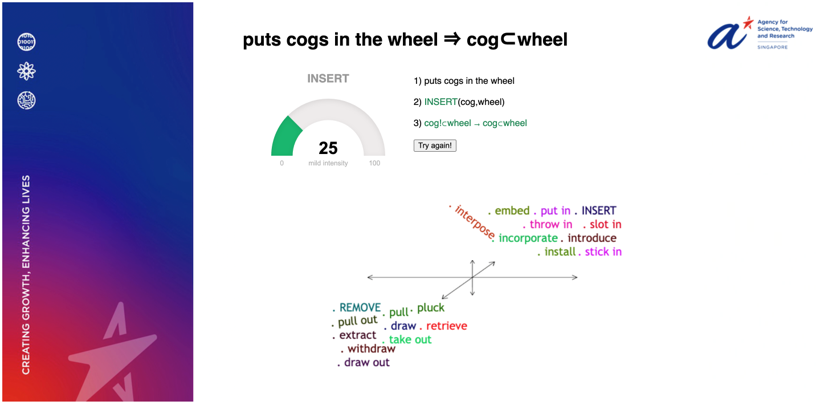 puts cogs in the wheel ⇒ cog⊂wheel
Agency for
Science, Technology
and Research
SINGAPORE
CREATING GROWTH, ENHANCING LIVES
INSERT
25
0 mild intensity 100
1) puts cogs in the wheel
2) INSERT(cog,wheel)
3) cog!⊂wheel → cog⊂wheel
Try again!
. interpose
. embed . put in . INSERT
. throw in . slot in
. incorporate . introduce
. install . stick in
. REMOVE . pull . pluck
. pull out . draw . retrieve
. extract . take out
. withdraw
. draw out